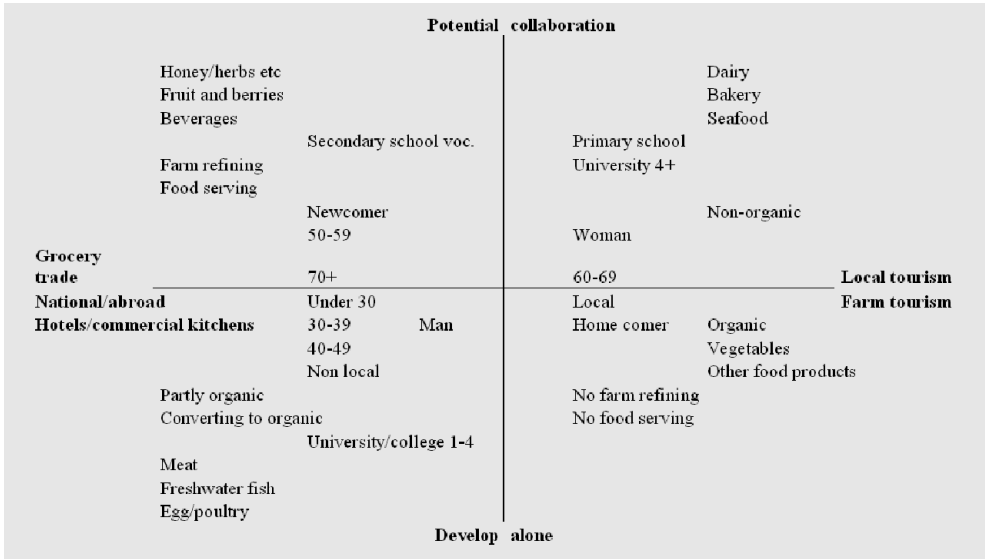 Potential collaboration
Honey/herbs etc Dairy
Fruit and berries Bakery
Beverages Seafood
Secondary school voc. Primary school
Farm refining University 4+
Food serving
Newcomer Non-organic
50-59 Woman
Grocery
trade 70+ 60-69 Local tourism
National/abroad Under 30 Local Farm tourism
Hotels/commercial kitchens 30-39 Man Home comer Organic
40-49 Vegetables
Non local Other food products
Partly organic No farm refining
Converting to organic No food serving
University/college 1-4
Meat
Freshwater fish
Egg/poultry
Develop alone